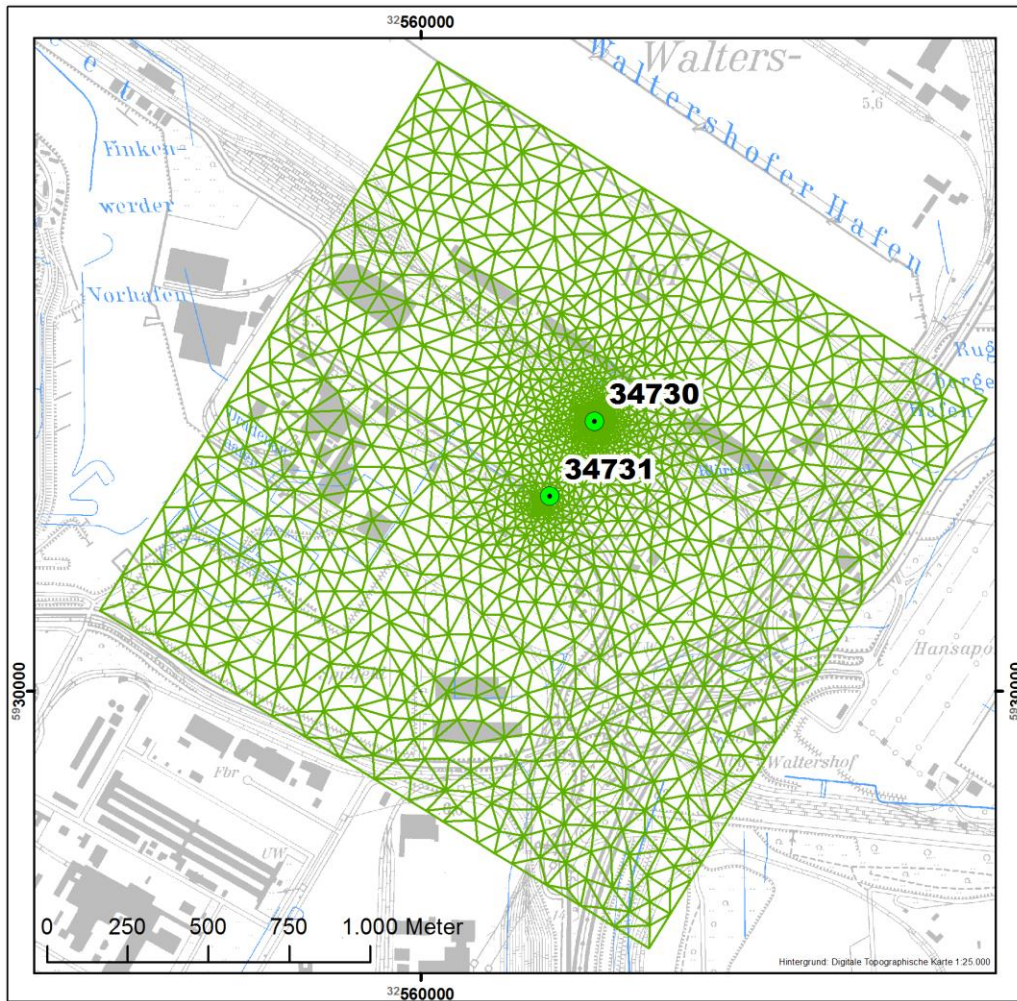 32560000
Walters-
5,6
Waltershofer Hafen
Finken-
werder
Vorhafen
34730
34731
Rug
berge
Hafen
5930000
5930000
Hansapo
Waltershof
Fbr
UW
14
0 250 500 750 1.000 Meter
Hintergrund: Digitale Topographische Karte 1:25.000
32560000